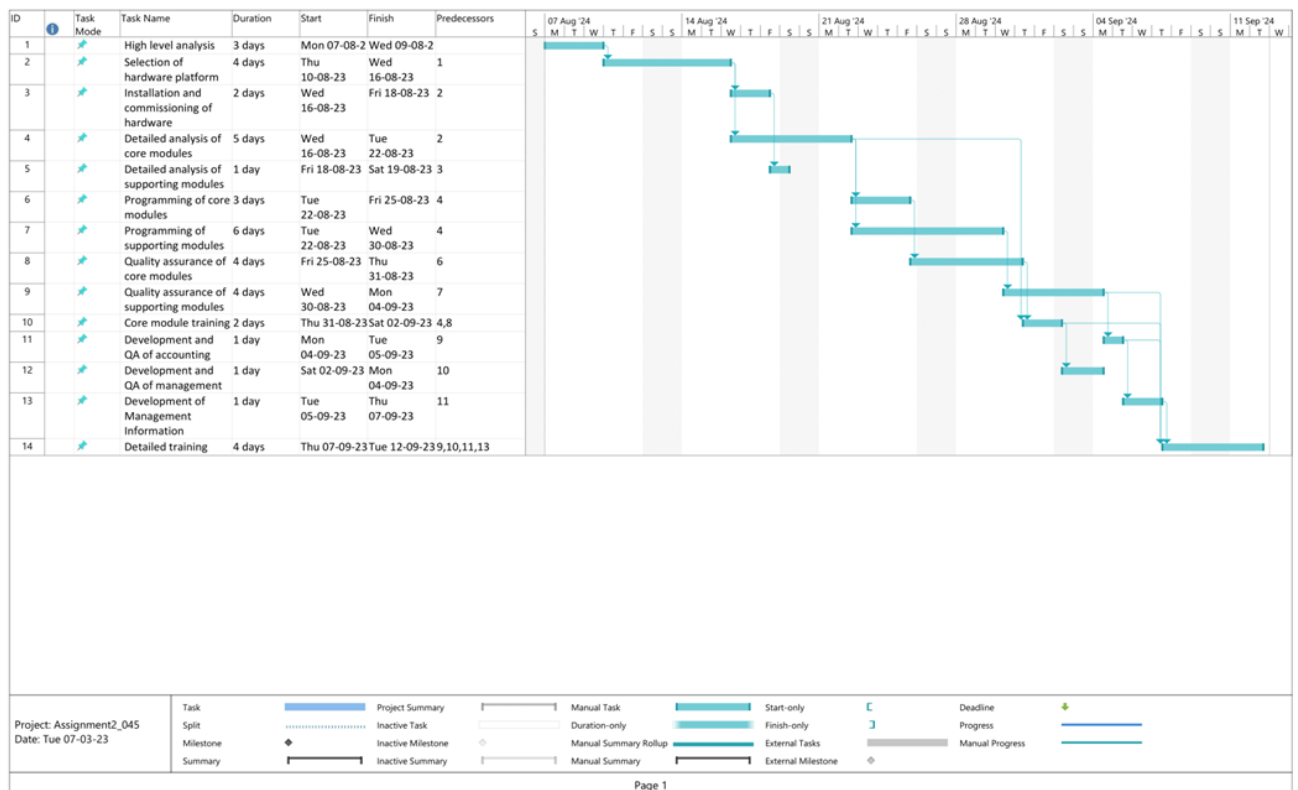 ID Task Mode Task Name Duration Start Finish Predecessors
07 Aug '24 14 Aug '24 21 Aug '24 28 Aug '24 04 Sep '24 11 Sep '24
S M T W T F S S M T W T F S S M T W T F S S M T W T F S S M T W T F S S M T W
1 High level analysis 3 days Mon 07-08-2 Wed 09-08-2
2 Selection of hardware platform 4 days Thu 10-08-23 Wed 16-08-23 1
3 Installation and commissioning of hardware 2 days Wed 16-08-23 Fri 18-08-23 2
4 Detailed analysis of core modules 5 days Wed 16-08-23 Tue 22-08-23 2
5 Detailed analysis of supporting modules 1 day Fri 18-08-23 Sat 19-08-23 3
6 Programming of core modules 3 days Tue 22-08-23 Fri 25-08-23 4
7 Programming of supporting modules 6 days Tue 22-08-23 Wed 30-08-23 4
8 Quality assurance of core modules 4 days Fri 25-08-23 Thu 31-08-23 6
9 Quality assurance of supporting modules 4 days Wed 30-08-23 Mon 04-09-23 7
10 Core module training 2 days Thu 31-08-23 Sat 02-09-23 4,8
11 Development and QA of accounting 1 day Mon 04-09-23 Tue 05-09-23 9
12 Development and QA of management 1 day Sat 02-09-23 Mon 04-09-23 10
13 Development of Management Information 1 day Tue 05-09-23 Thu 07-09-23 11
14 Detailed training 4 days Thu 07-09-23 Tue 12-09-23 9,10,11,13
Project: Assignment2_045
Date: Tue 07-03-23
Task Project Summary Manual Task Start-only Deadline
Split Inactive Task Duration-only Finish-only Progress
Milestone Inactive Milestone Manual Summary Rollup External Tasks Manual Progress
Summary Inactive Summary Manual Summary External Milestone
Page 1